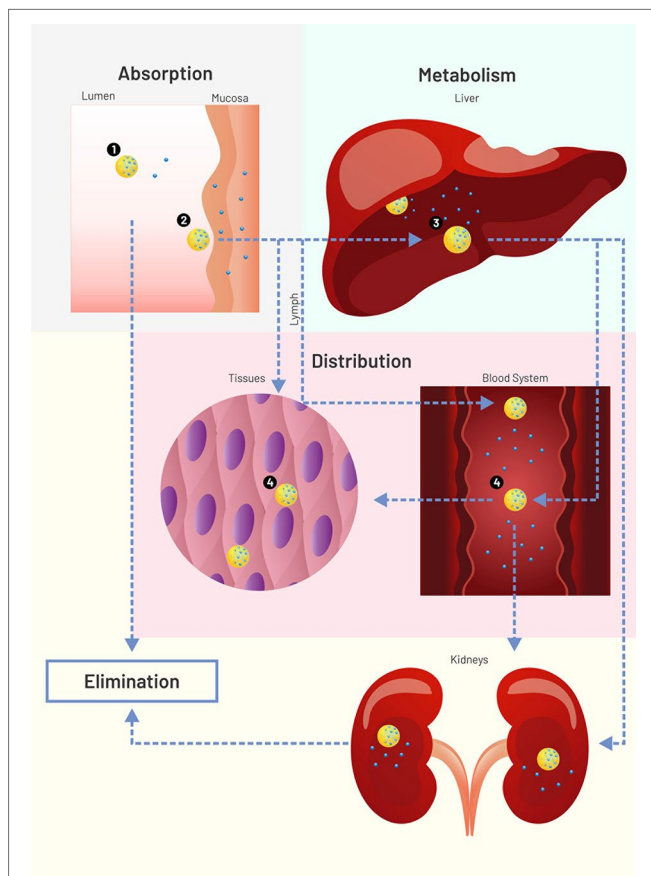 Absorption
Lumen
Mucosa
1
2
Metabolism
Liver
3
Lymph
Distribution
Tissues
4
Blood System
4
Kidneys
Elimination